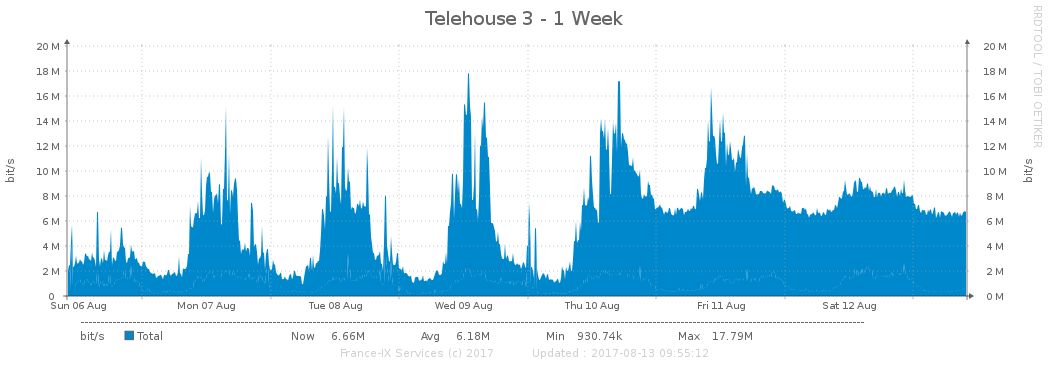 Telehouse 3 - 1 Week
RRDTOOL / TOBI OETIKER
20 M 20 M
18 M 18 M
16 M 16 M
14 M 14 M
12 M 12 M
10 M 10 M
8 M 8 M
6 M 6 M
4 M 4 M
2 M 2 M
0 0 M
bit/s
bit/s
Sun 06 Aug Mon 07 Aug Tue 08 Aug Wed 09 Aug Thu 10 Aug Fri 11 Aug Sat 12 Aug
bit/s Total Now 6.66M Avg 6.18M Min 930.74k Max 17.79M
France-IX Services (c) 2017 Updated : 2017-08-13 09:55:12